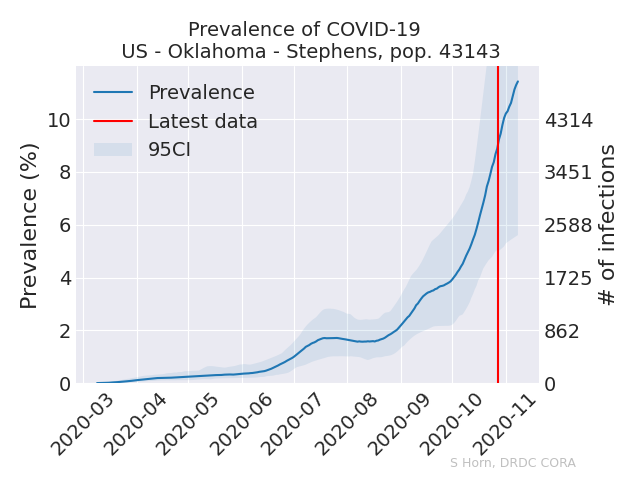 Prevalence of COVID-19
US - Oklahoma - Stephens, pop. 43143
Prevalence
Latest data
95CI
Prevalence (%)
10
8
6
4
2
0
4314
3451
2588
1725
862
0
# of infections
2020-03
2020-04
2020-05
2020-06
2020-07
2020-08
2020-09
2020-10
2020-11
S Horn, DRDC CORA